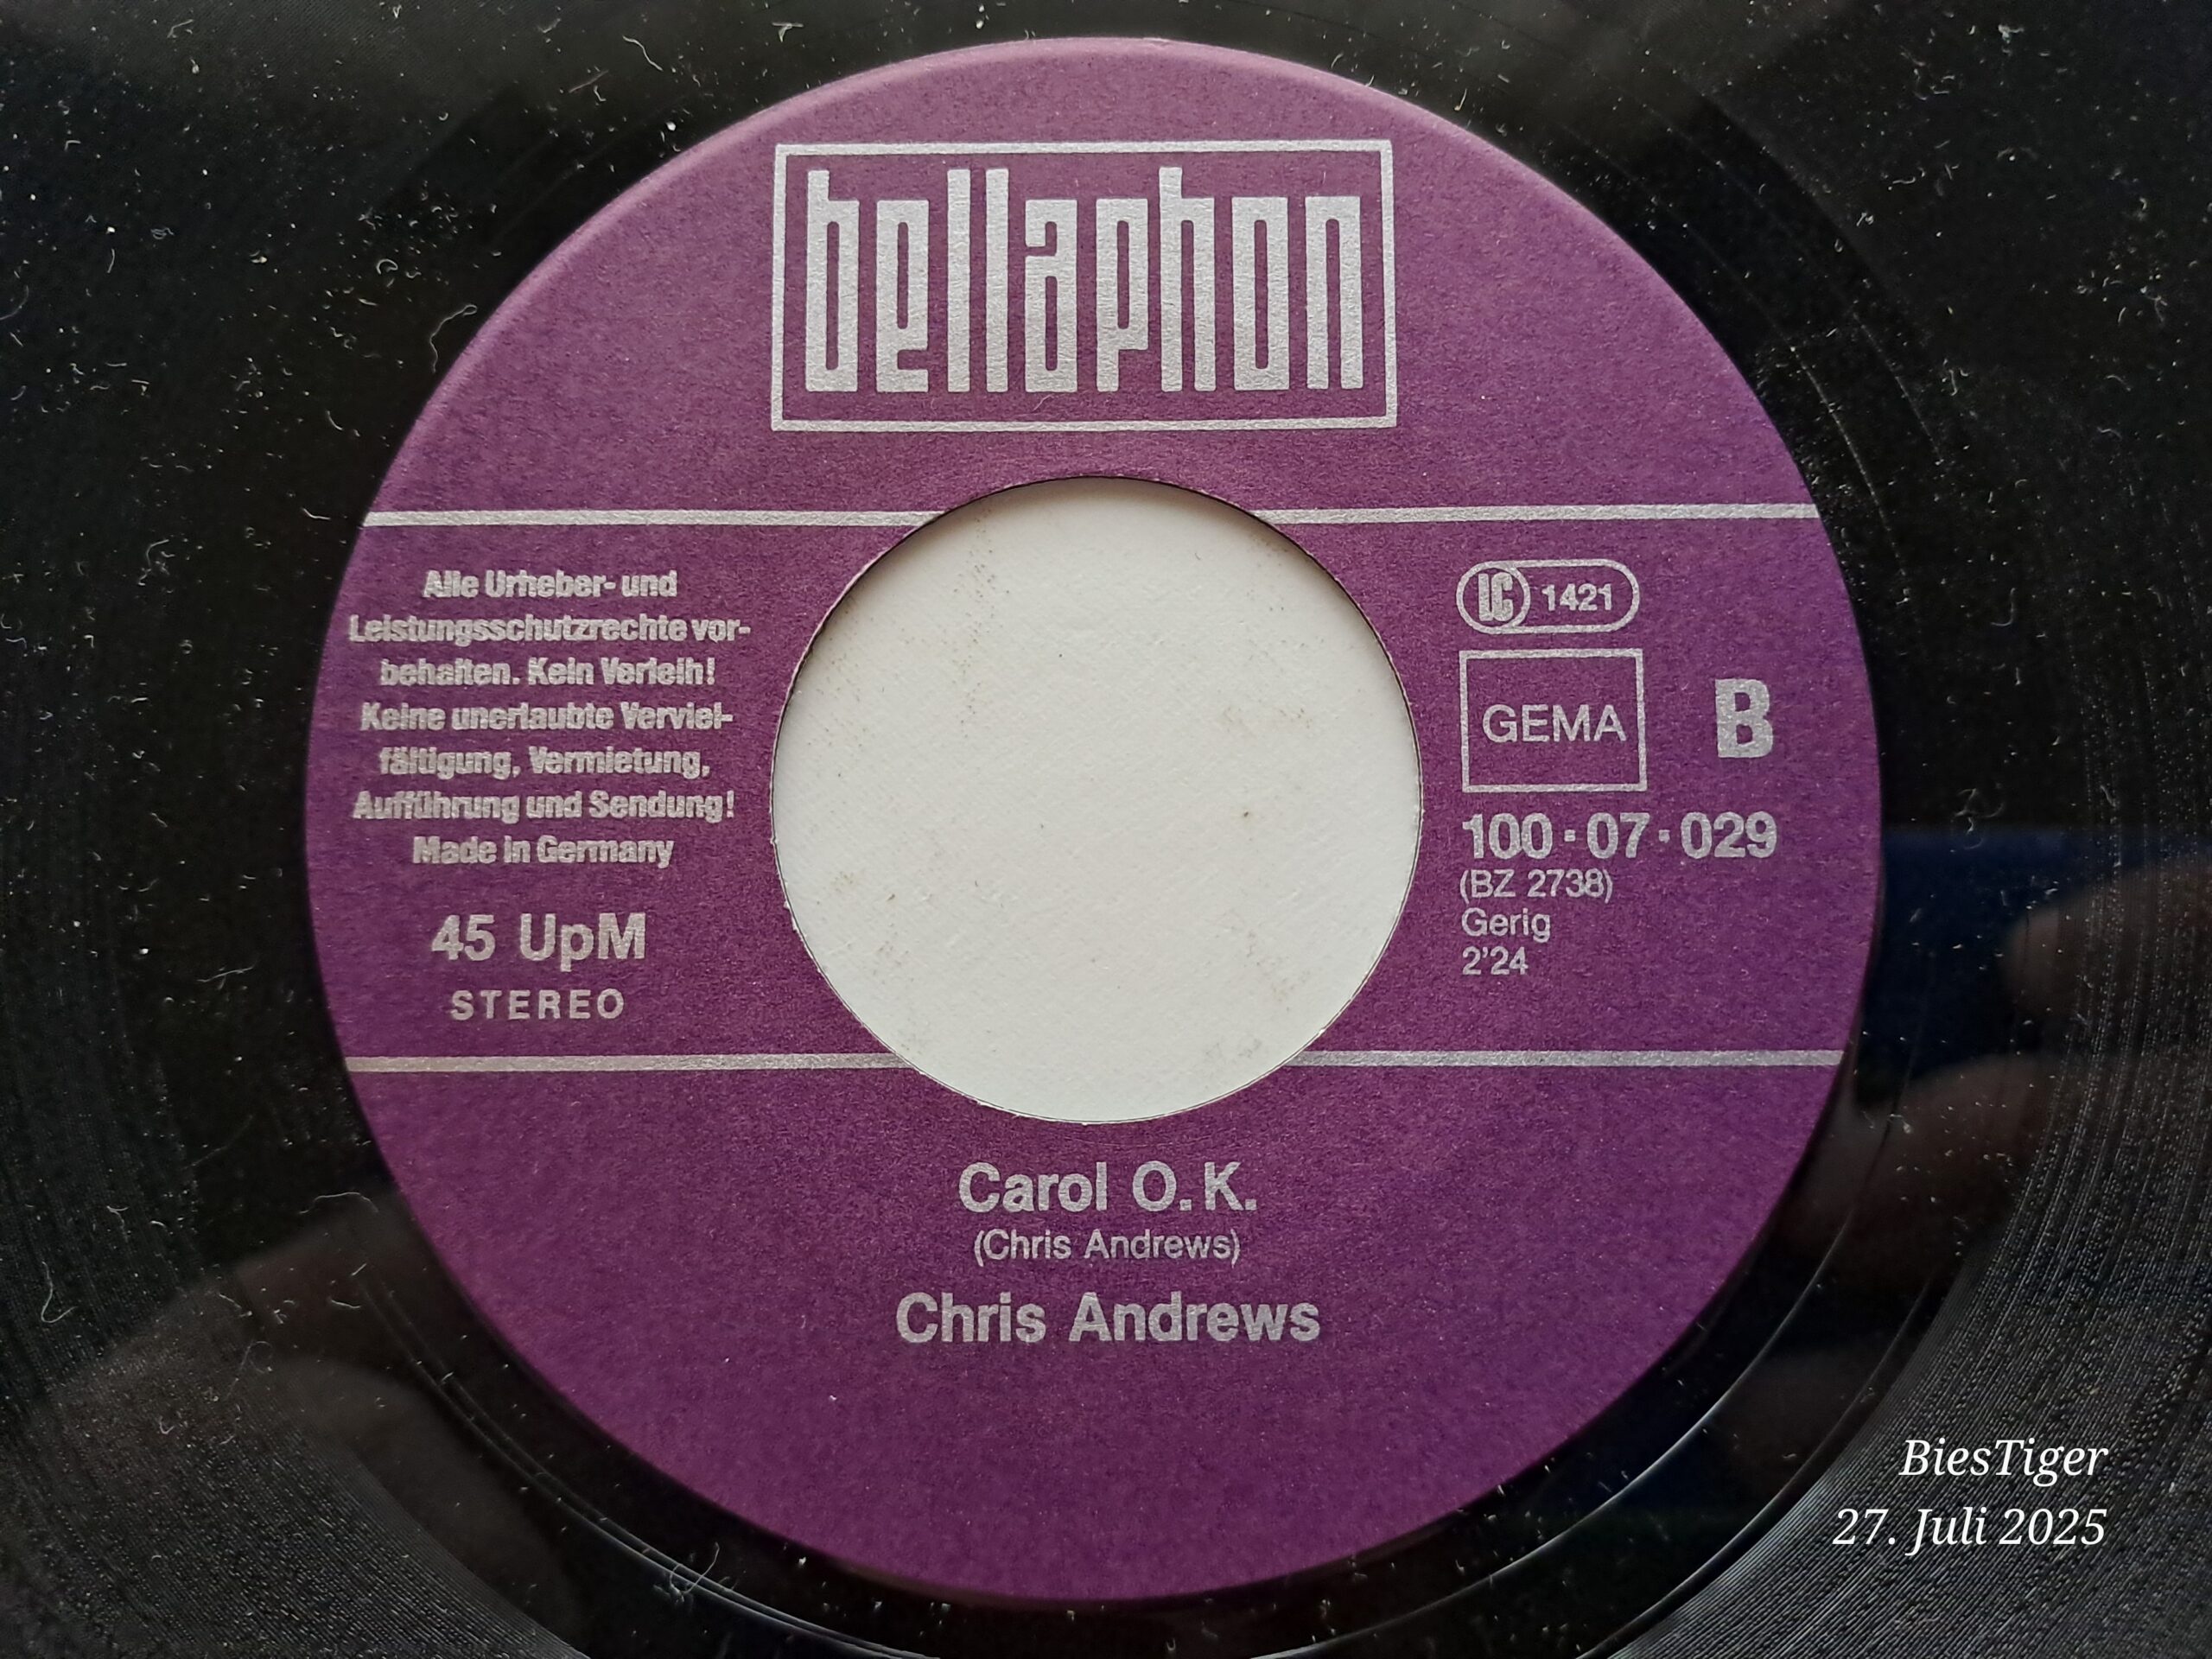 bellaphon
Alle Urheber- und
Leistungsschutzrechte vor-
behalten. Kein Verleih!
Keine unerlaubte Verviel-
fältigung, Vermietung,
Aufführung und Sendung!
Made in Germany
45 UpM
STEREO
LC 1421
GEMA
B
100·07·029
(BZ 2738)
Gerig
2'24
Carol O.K.
(Chris Andrews)
Chris Andrews
BiesTiger
27. Juli 2025